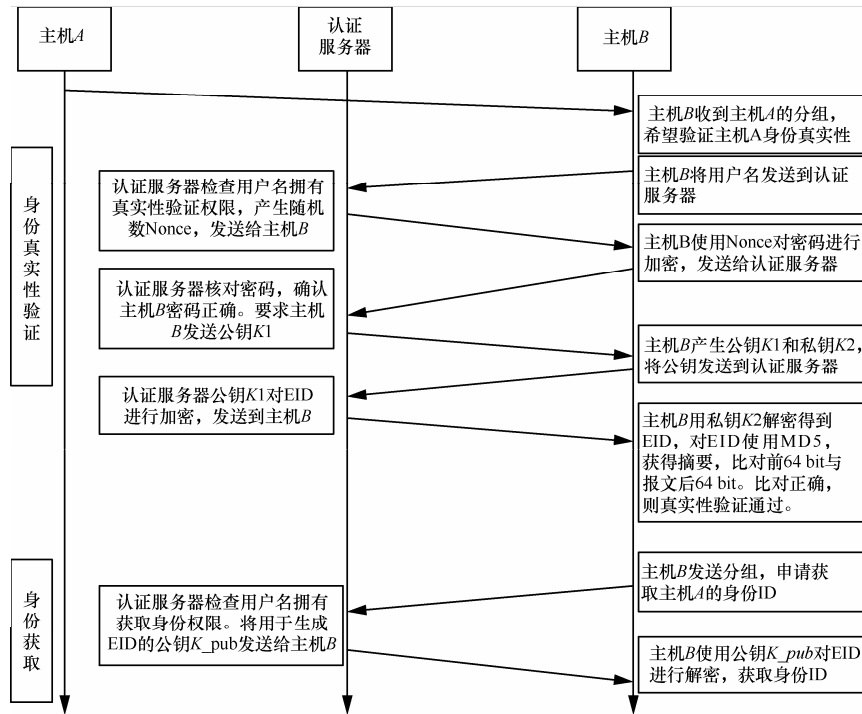 主机A
认证
服务器
主机B
主机B收到主机A的分组，
希望验证主机A身份真实性
身份真实性验证
主机B将用户名发送到认证
服务器
认证服务器检查用户名拥有
真实性验证权限，产生随机
数Nonce，发送给主机B
主机B使用Nonce对密码进行
加密，发送给认证服务器
认证服务器核对密码，确认
主机B密码正确。要求主机
B发送公钥K1
主机B产生公钥K1和私钥K2，
将公钥发送到认证服务器
认证服务器公钥K1对EID
进行加密，发送到主机B
主机B用私钥K2解密得到
EID，对EID使用MD5，
获得摘要，比对前64 bit与
报文后64 bit。比对正确，
则真实性验证通过。
身份获取
主机B发送分组，申请获
取主机A的身份ID
认证服务器检查用户名拥有
获取身份权限。将用于生成
EID的公钥K_pub发送给主机B
主机B使用公钥K_pub对EID
进行解密，获取身份ID